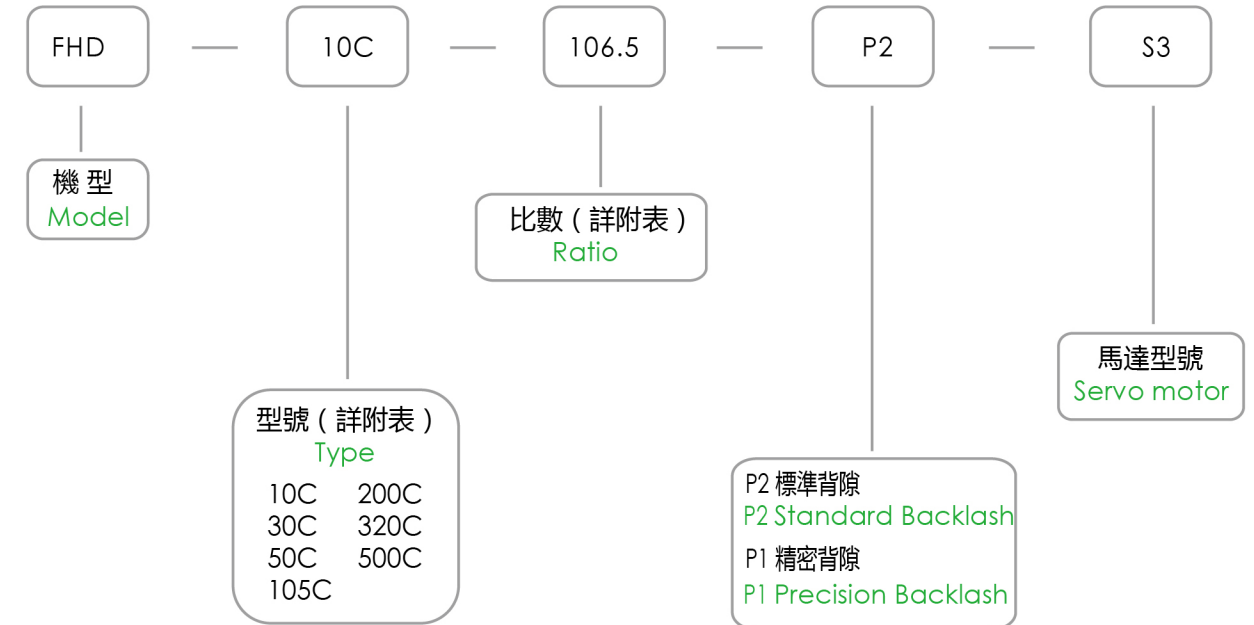 FHD — 10C — 106.5 — P2 — S3
機型
Model
比數（詳附表）
Ratio
馬達型號
Servo motor
型號（詳附表）
Type
10C 200C
30C 320C
50C 500C
105C
P2 標準背隙
P2 Standard Backlash
P1 精密背隙
P1 Precision Backlash